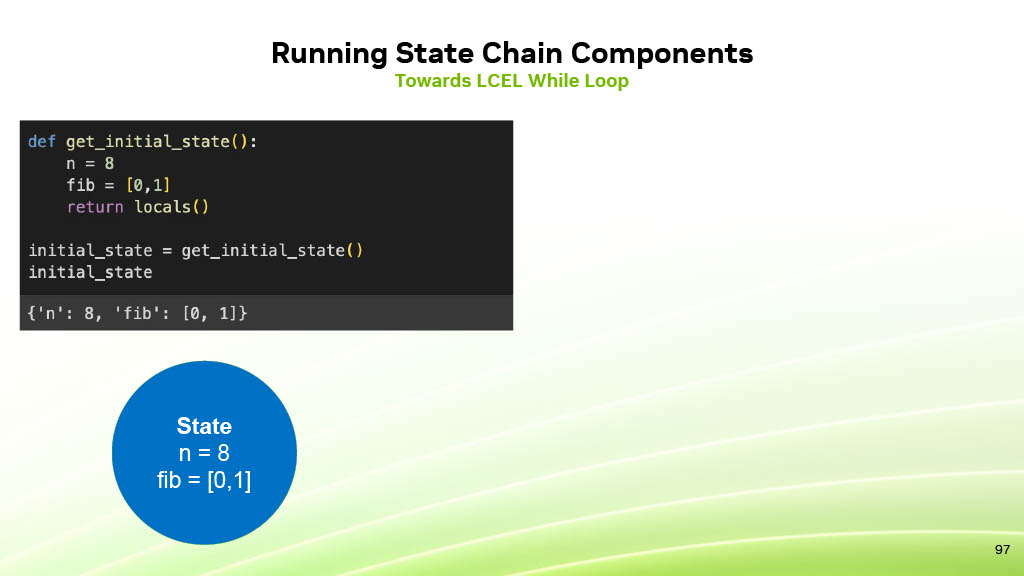 Running State Chain Components
Towards LCEL While Loop
def get_initial_state():
    n = 8
    fib = [0,1]
    return locals()
initial_state = get_initial_state()
initial_state
{'n': 8, 'fib': [0, 1]}
State
n = 8
fib = [0,1]
97